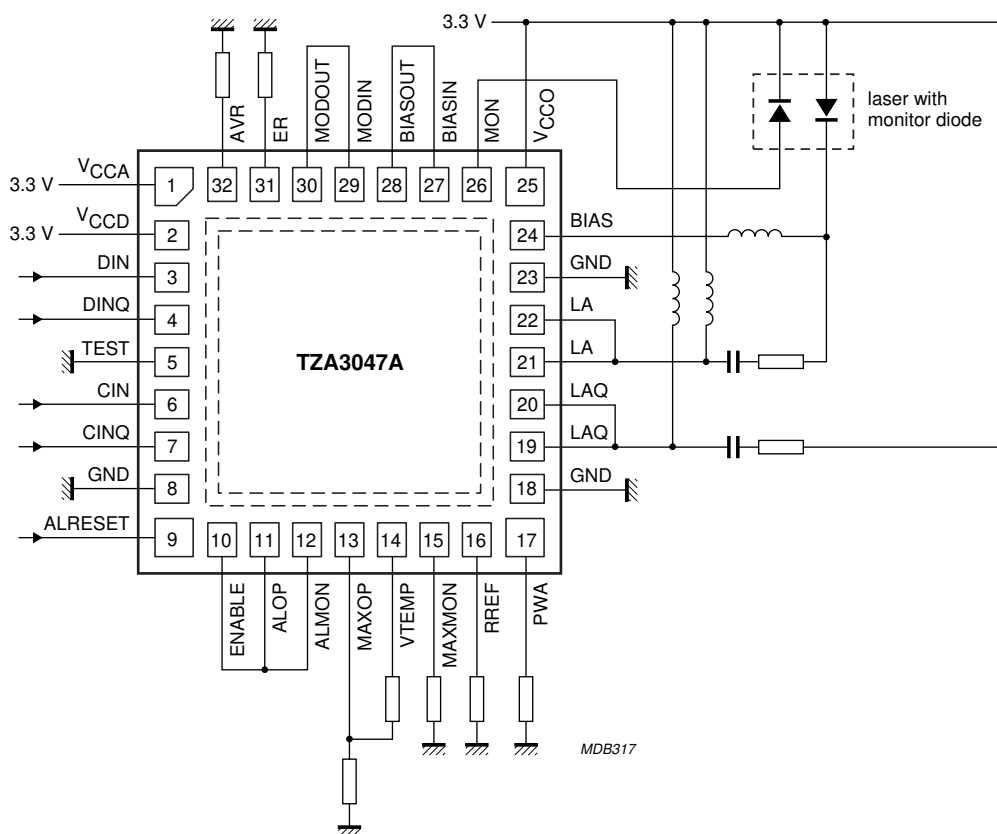 3.3 V
laser with
monitor diode
AVR
ER
MODOUT
MODIN
BIASOUT
BIASIN
MON
VCCO
3.3 V
VCCA
1
32
31
30
29
28
27
26
25
3.3 V
VCCD
2
24
BIAS
DIN
3
23
GND
DINQ
4
22
LA
TEST
5
TZA3047A
21
LA
CIN
6
20
LAQ
CINQ
7
19
LAQ
GND
8
18
GND
ALRESET
9
10
11
12
13
14
15
16
17
ENABLE
ALOP
ALMON
MAXOP
VTEMP
MAXMON
RREF
PWA
MDB317